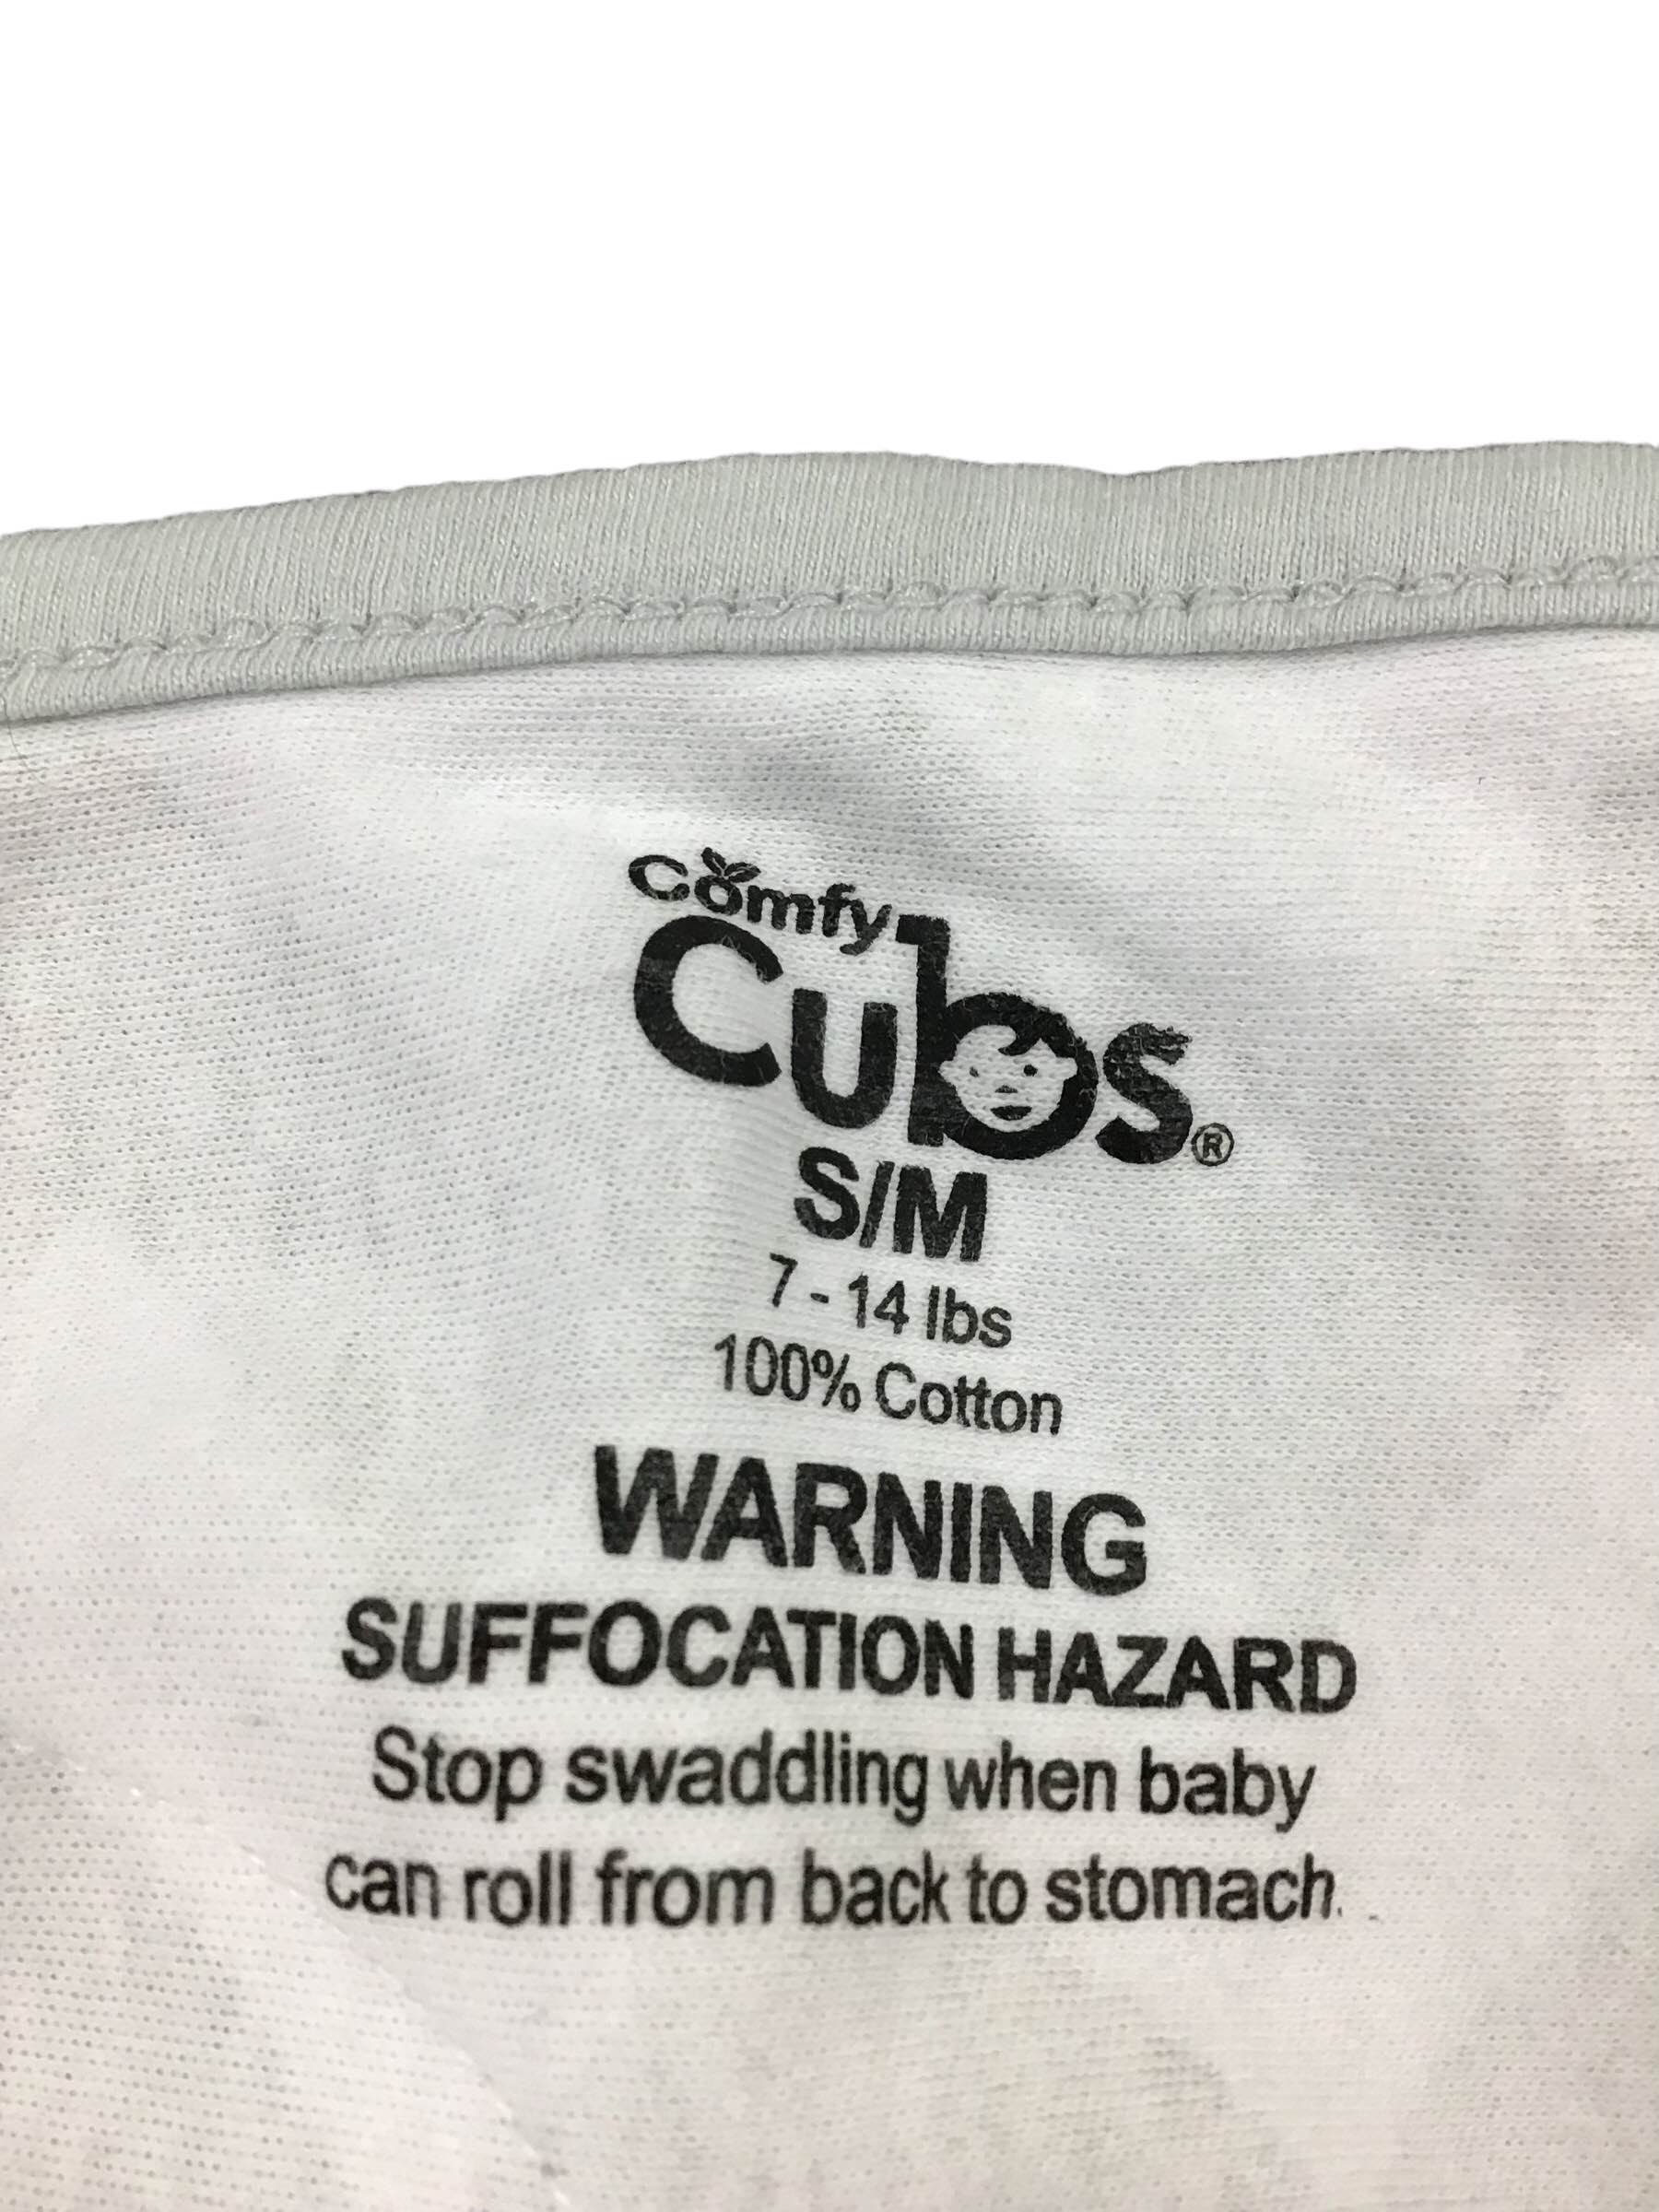 Comfy
Cubs®
S/M
7 - 14 lbs
100% Cotton
WARNING
SUFFOCATION HAZARD
Stop swaddling when baby
can roll from back to stomach.